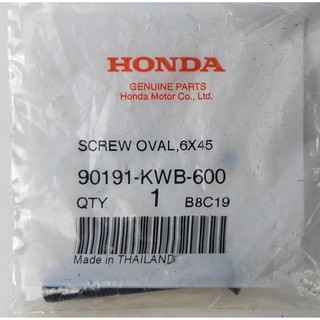 HONDA
GENUINE PARTS
Honda Motor Co., Ltd.
SCREW OVAL,6X45
90191-KWB-600
QTY 1 B8C19
Made in THAILAND